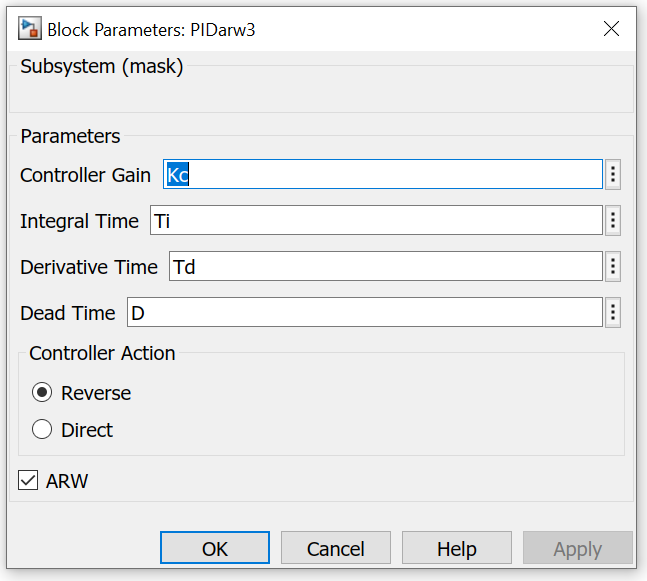 Block Parameters: PIDarw3
Subsystem (mask)
Parameters
Controller Gain Kc
Integral Time Ti
Derivative Time Td
Dead Time D
Controller Action
Reverse
Direct
ARW
OK Cancel Help Apply